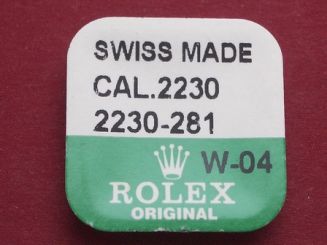 SWISS MADE
CAL.2230
2230-281
W-04
ROLEX
ORIGINAL